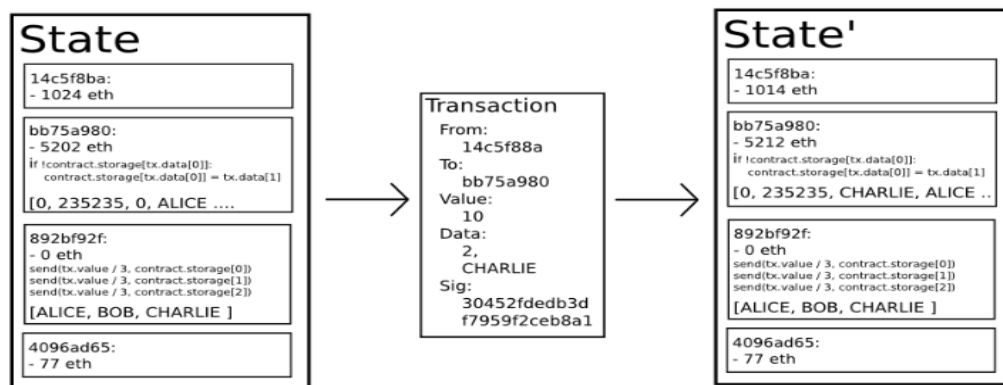 State
14c5f8ba:
- 1024 eth
bb75a980:
- 5202 eth
if !contract.storage[tx.data[0]]:
contract.storage[tx.data[0]] = tx.data[1]
[0, 235235, 0, ALICE ....
892bf92f:
- 0 eth
send(tx.value / 3, contract.storage[0])
send(tx.value / 3, contract.storage[1])
send(tx.value / 3, contract.storage[2])
[ALICE, BOB, CHARLIE ]
4096ad65:
- 77 eth
Transaction
From:
14c5f88a
To:
bb75a980
Value:
10
Data:
2,
CHARLIE
Sig:
30452fdedb3d
f7959f2ceb8a1
State'
14c5f8ba:
- 1014 eth
bb75a980:
- 5212 eth
if !contract.storage[tx.data[0]]:
contract.storage[tx.data[0]] = tx.data[1]
[0, 235235, CHARLIE, ALICE ..
892bf92f:
- 0 eth
send(tx.value / 3, contract.storage[0])
send(tx.value / 3, contract.storage[1])
send(tx.value / 3, contract.storage[2])
[ALICE, BOB, CHARLIE ]
4096ad65:
- 77 eth